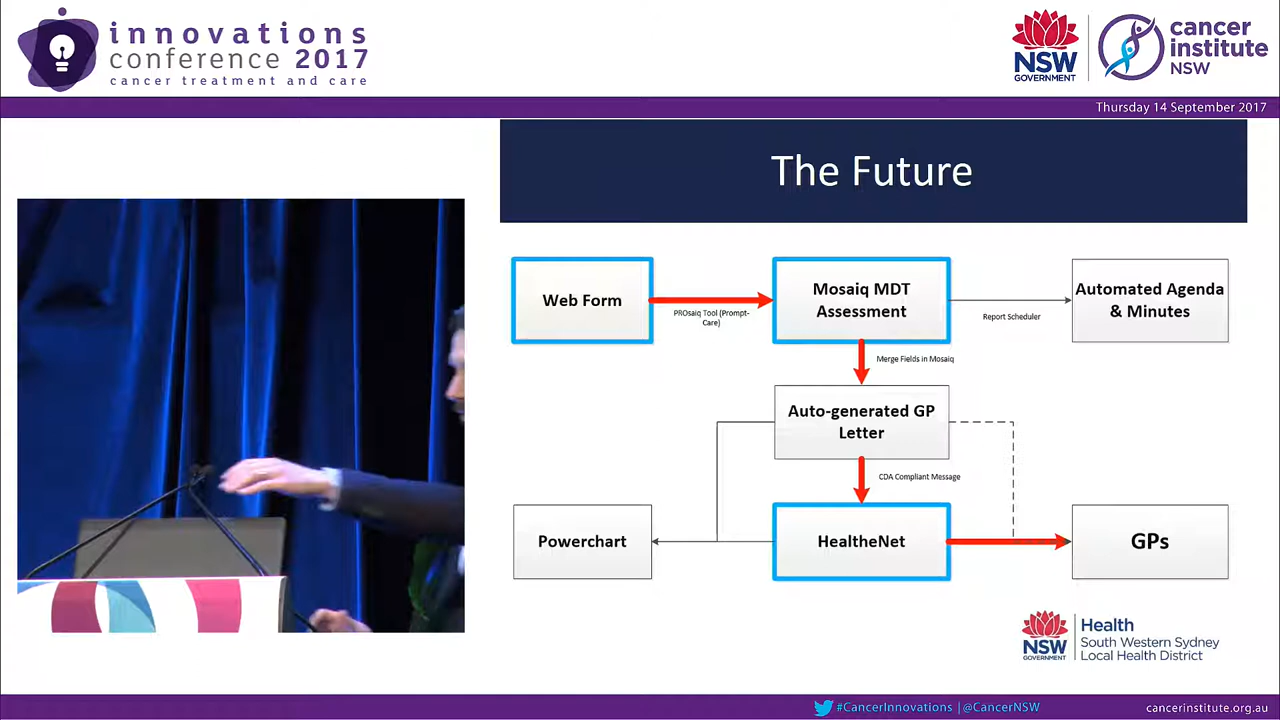 innovations
conference 2017
cancer treatment and care
NSW
GOVERNMENT
cancer
institute
NSW
Thursday 14 September 2017
The Future
Web Form
PROsaiq Tool (Prompt-
Care)
Mosaiq MDT
Assessment
Report Scheduler
Automated Agenda
& Minutes
Merge Fields in Mosaiq
Auto-generated GP
Letter
CDA Compliant Message
Powerchart
HealtheNet
GPs
NSW
GOVERNMENT
Health
South Western Sydney
Local Health District
#CancerInnovations | @CancerNSW
cancerinstitute.org.au